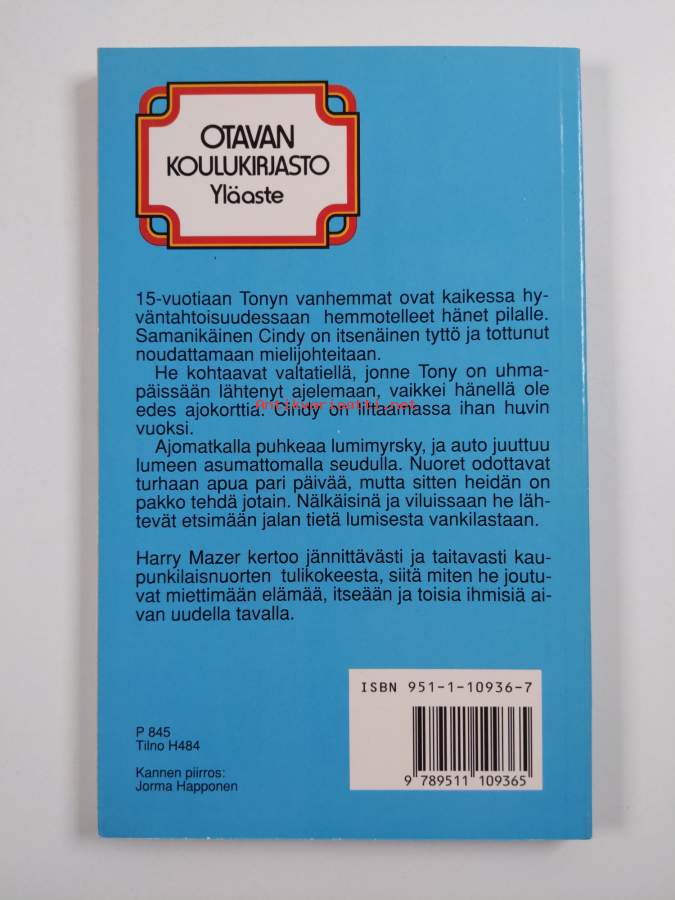 OTAVAN
KOULUKIRJASTO
Yläaste
15-vuotiaan Tonyn vanhemmat ovat kaikessa hy-
väntahtoisuudessaan hemmotelleet hänet pilalle.
Samanikäinen Cindy on itsenäinen tyttö ja tottunut
noudattamaan mielijohteitaan.
He kohtaavat valtatiellä, jonne Tony on uhma-
päissään lähtenyt ajelemaan, vaikkei hänellä ole
edes ajokorttia. Cindy on liftaamassa ihan huvin
Antikvariaatti.net
vuoksi.
Ajomatkalla puhkeaa lumimyrsky, ja auto juuttuu
lumeen asumattomalla seudulla. Nuoret odottavat
turhaan apua pari päivää, mutta sitten heidän on
pakko tehdä jotain. Nälkäisinä ja viluissaan he läh-
tevät etsimään jalan tietä lumisesta vankilastaan.
Harry Mazer kertoo jännittävästi ja taitavasti kau-
punkilaisnuorten tulikokeesta, siitä miten he joutu-
vat miettimään elämää, itseään ja toisia ihmisiä ai-
van uudella tavalla.
ISBN 951-1-10936-7
9 789511 109365
P 845
Tilno H484
Kannen piirros:
Jorma Happonen